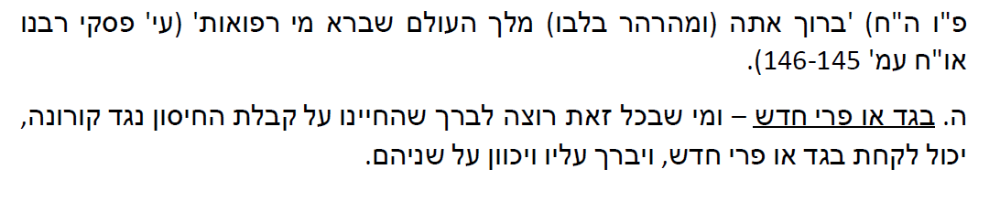 פ"ו ה"ח) 'ברוך אתה (ומהרהר בלבו) מלך העולם שברא מי רפואות' (עי' פסקי רבנו
או"ח עמ' 146-145).
ה. בגד או פרי חדש – ומי שבכל זאת רוצה לברך שהחיינו על קבלת החיסון נגד קורונה,
יכול לקחת בגד או פרי חדש, ויברך עליו ויכוון על שניהם.